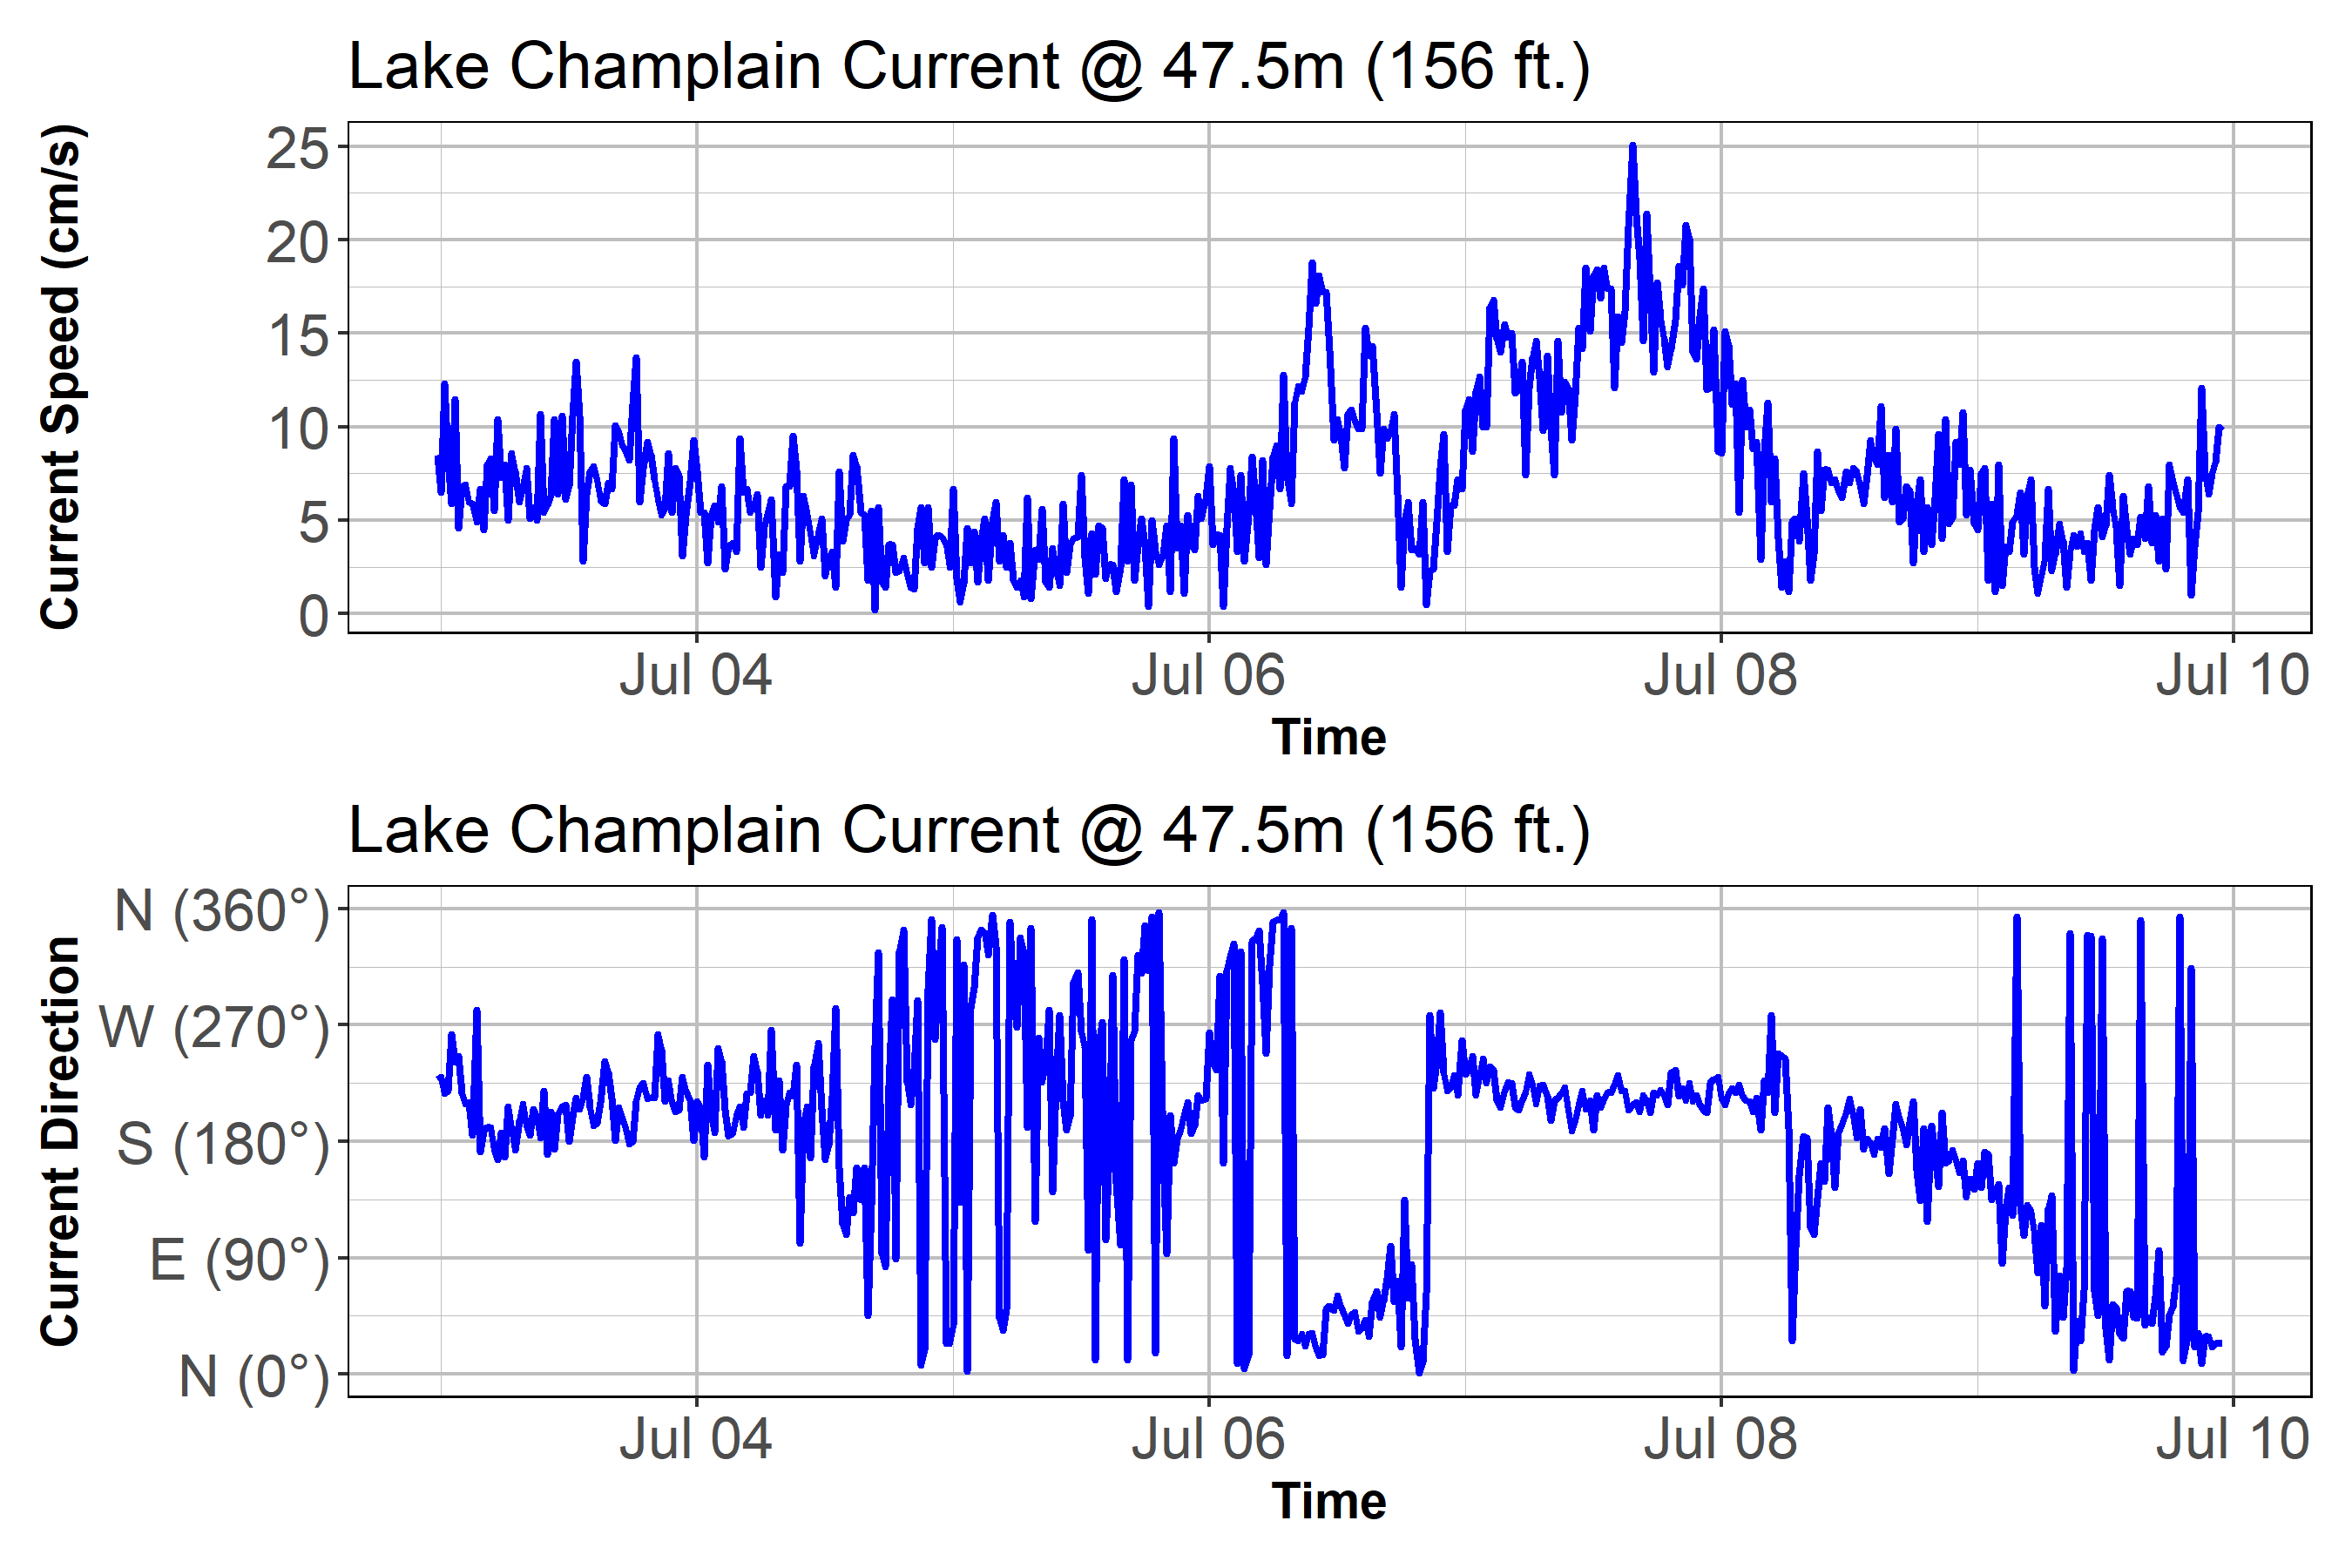 Lake Champlain Current @ 47.5m (156 ft.)
Current Speed (cm/s)
25
20
15
10
5
0
Jul 04 Jul 06 Jul 08 Jul 10
Time
Lake Champlain Current @ 47.5m (156 ft.)
Current Direction
N (360°)
W (270°)
S (180°)
E (90°)
N (0°)
Jul 04 Jul 06 Jul 08 Jul 10
Time